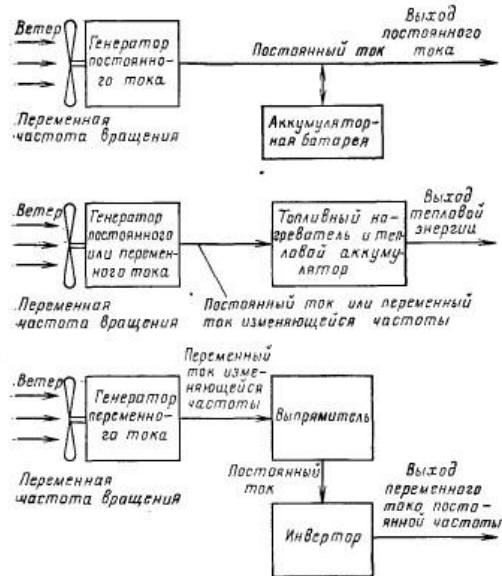 Ветер
Генератор
постоянного
го тока
Постоянный ток
Выход
постоянного
тока
Аккумулятор-
ная батарея
Переменная
частота вращения
Ветер
Генератор
постоянного
или переменно-
го тока
Топливный на-
греватель и теп-
ловой аккуму-
лятор
Выход
тепловой
энергии
Постоянный ток или переменный
ток изменяющейся частоты
Переменная
частота вращения
Ветер
Генератор
переменно-
го тока
Переменный
ток изме-
няющейся
частоты
Выпрямитель
Переменная
частота вращения
Постоянный
ток
Инвертор
Выход
переменного
тока посто-
янной частоты